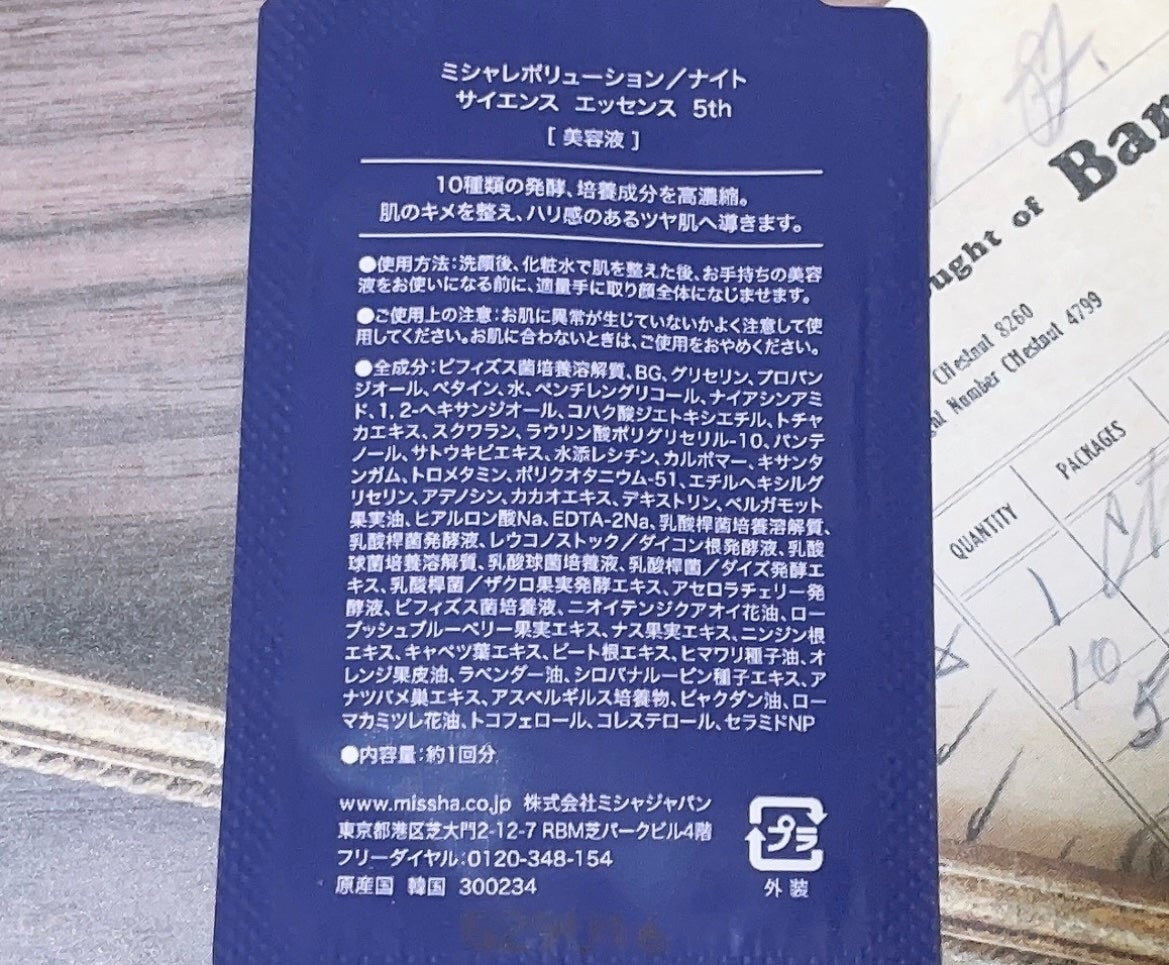 ミシャレボリューション／ナイト
サイエンス エッセンス 5th
[ 美容液 ]
10種類の発酵、培養成分を高濃縮。
肌のキメを整え、ハリ感のあるツヤ肌へ導きます。
●使用方法：洗顔後、化粧水で肌を整えた後、お手持ちの美容
液をお使いになる前に、適量手に取り顔全体になじませます。
●ご使用上の注意：お肌に異常が生じていないかよく注意して使
用してください。お肌に合わないときは、ご使用をおやめください。
●全成分：ビフィズス菌培養溶解質、BG、グリセリン、プロパン
ジオール、ベタイン、水、ペンチレングリコール、ナイアシンアミ
ド、1，2-ヘキサンジオール、コハク酸ジエトキシエチル、トチャ
カエキス、スクワラン、ラウリン酸ポリグリセリル-10、パンテ
ノール、サトウキビエキス、水添レシチン、カルボマー、キサンタ
ンガム、トロメタミン、ポリクオタニウム-51、エチルヘキシルグ
リセリン、アデノシン、カカオエキス、デキストリン、ベルガモット
果実油、ヒアルロン酸Na、EDTA-2Na、乳酸桿菌培養溶解質、
乳酸桿菌発酵液、レウコノストック／ダイコン根発酵液、乳酸
球菌培養溶解質、乳酸球菌培養液、乳酸桿菌／ダイズ発酵エ
キス、乳酸桿菌／ザクロ果実発酵エキス、アセロラチェリー発
酵液、ビフィズス菌培養液、ニオイテンジクアオイ花油、ロー
ブッシュブルーベリー果実エキス、ナス果実エキス、ニンジン根
エキス、キャベツ葉エキス、ビート根エキス、ヒマワリ種子油、オ
レンジ果皮油、ラベンダー油、シロバナルーピン種子エキス、ア
ナツバメ巣エキス、アスペルギルス培養物、ビャクダン油、ロー
マカミツレ花油、トコフェロール、コレステロール、セラミドNP
●内容量：約1回分
www.missha.co.jp 株式会社ミシャジャパン
東京都港区芝大門2-12-7 RBM芝パークビル4階
フリーダイヤル：0120-348-154
原産国 韓国 300234
プラ
外装
ught of Bar
CHestnut 8260
Number CHestnut 4799
QUANTITY
PACKAGES
1
10
5